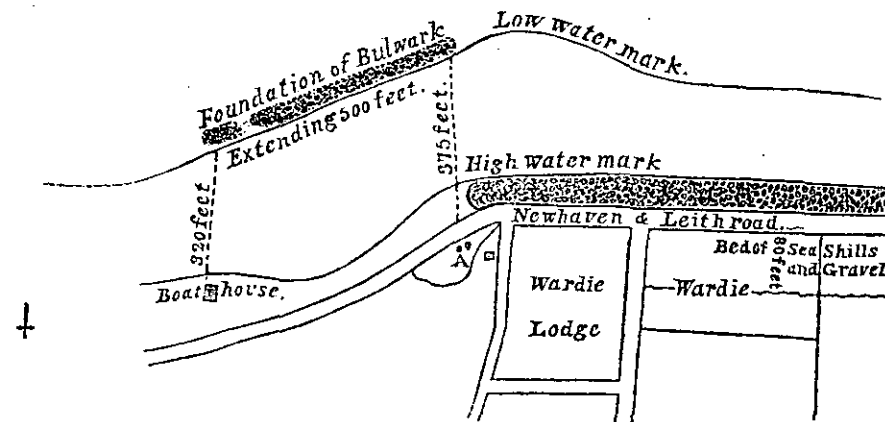 Low water mark.
Foundation of Bulwark
Extending 500 feet.
375 feet.
320 feet
High water mark
Newhaven & Leith road.
Boat house.
A
Wardie
Lodge
Bed of Sea Shills
and Gravel
80 feet
Wardie